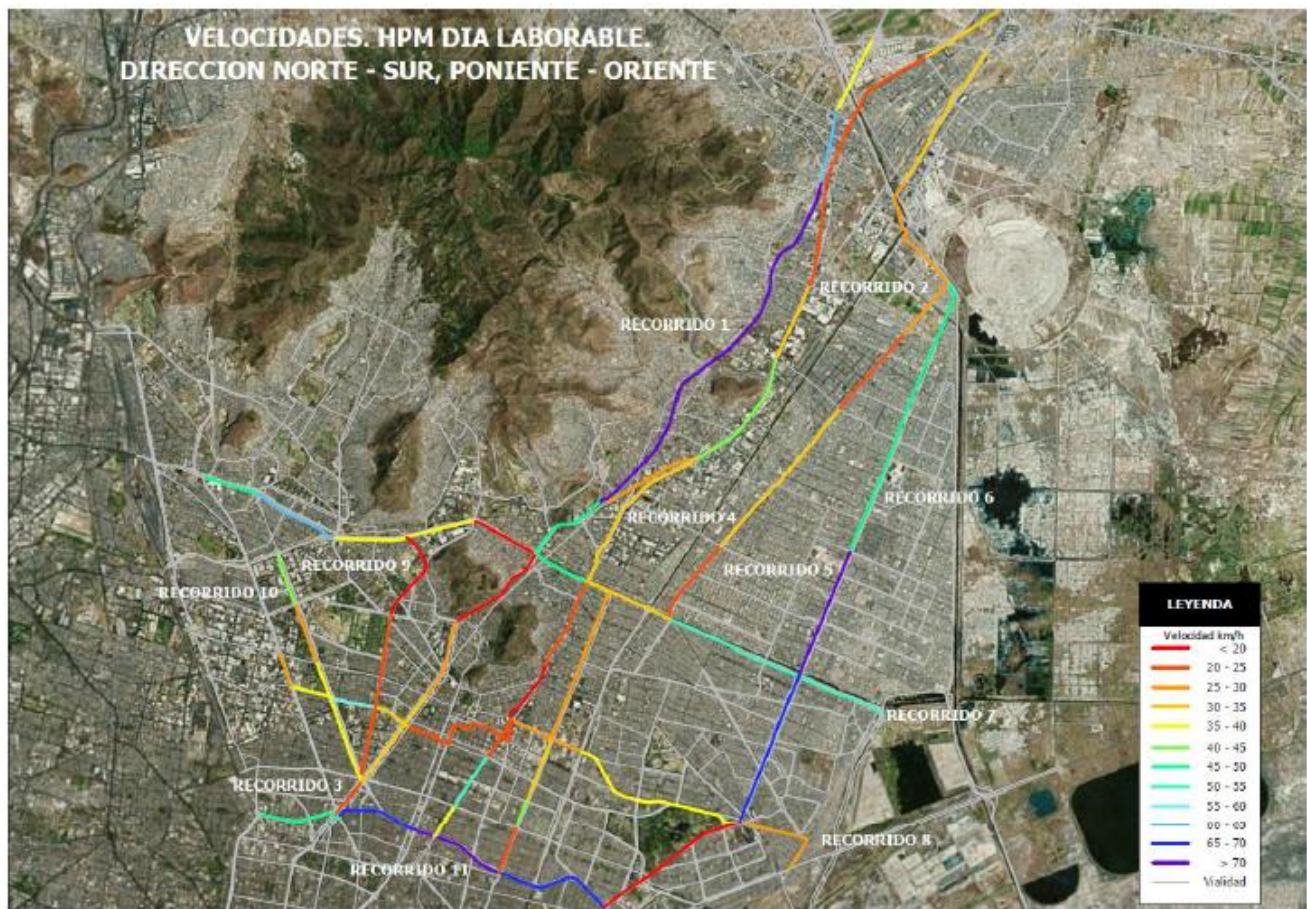 VELOCIDADES. HPM DIA LABORABLE.
DIRECCION NORTE - SUR, PONIENTE - ORIENTE
RECORRIDO 2
RECORRIDO 1
RECORRIDO 6
RECORRIDO 4
RECORRIDO 9
RECORRIDO 5
RECORRIDO 10
RECORRIDO 7
RECORRIDO 3
RECORRIDO 8
RECORRIDO 11
LEYENDA
Velocidad km/h
< 20
20 - 25
25 - 30
30 - 35
35 - 40
40 - 45
45 - 50
50 - 55
55 - 60
60 - 65
65 - 70
> 70
Vialidad